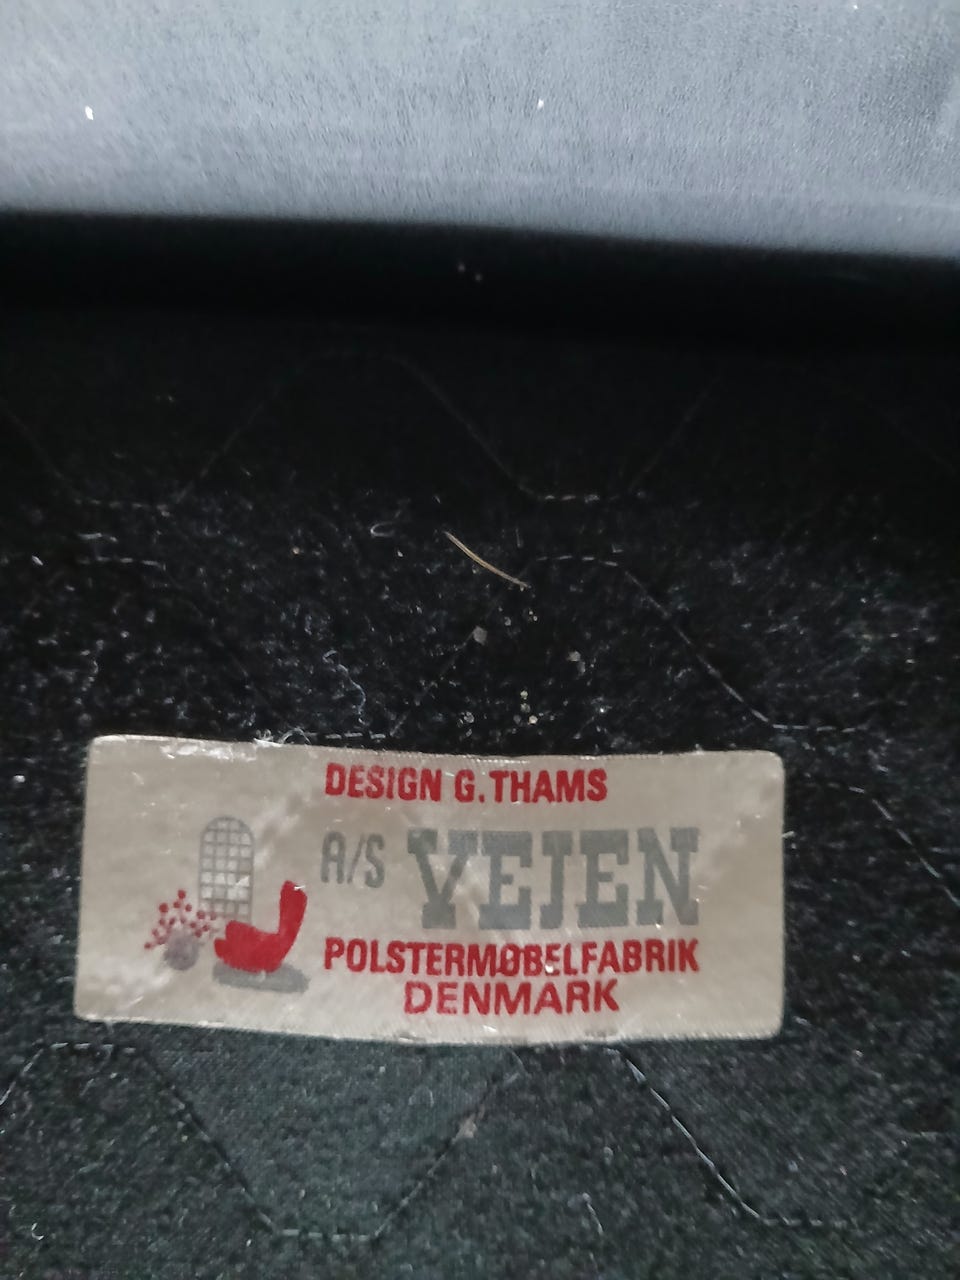 DESIGN G. THAMS
A/S VEJEN
POLSTERMØBELFABRIK
DENMARK